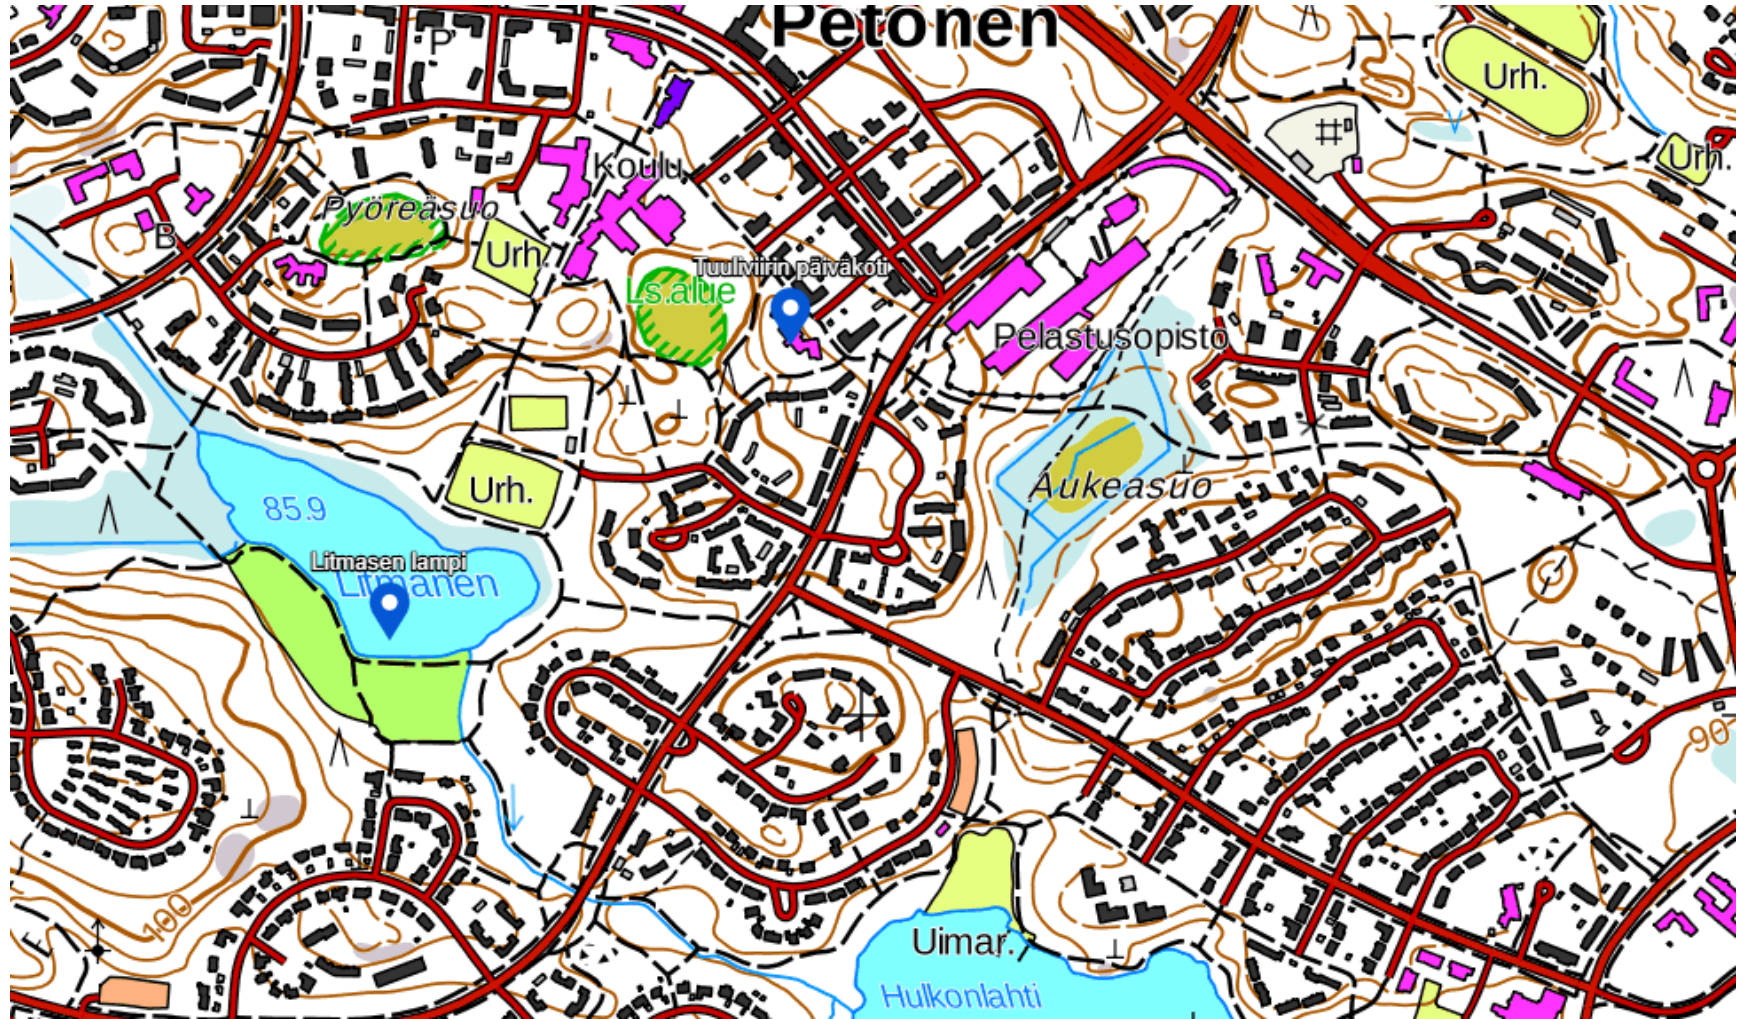 Petonen
P
Urh.
Koulu
Urh.
Pyöreäsuo
B
Urh.
Tuuliviirin päiväkoti
Ls.alue
Pelastusopisto
Urh.
Aukeasuo
85.9
Litmasen lampi
Litmanen
90
100
Uimar.
Hulkonlahti